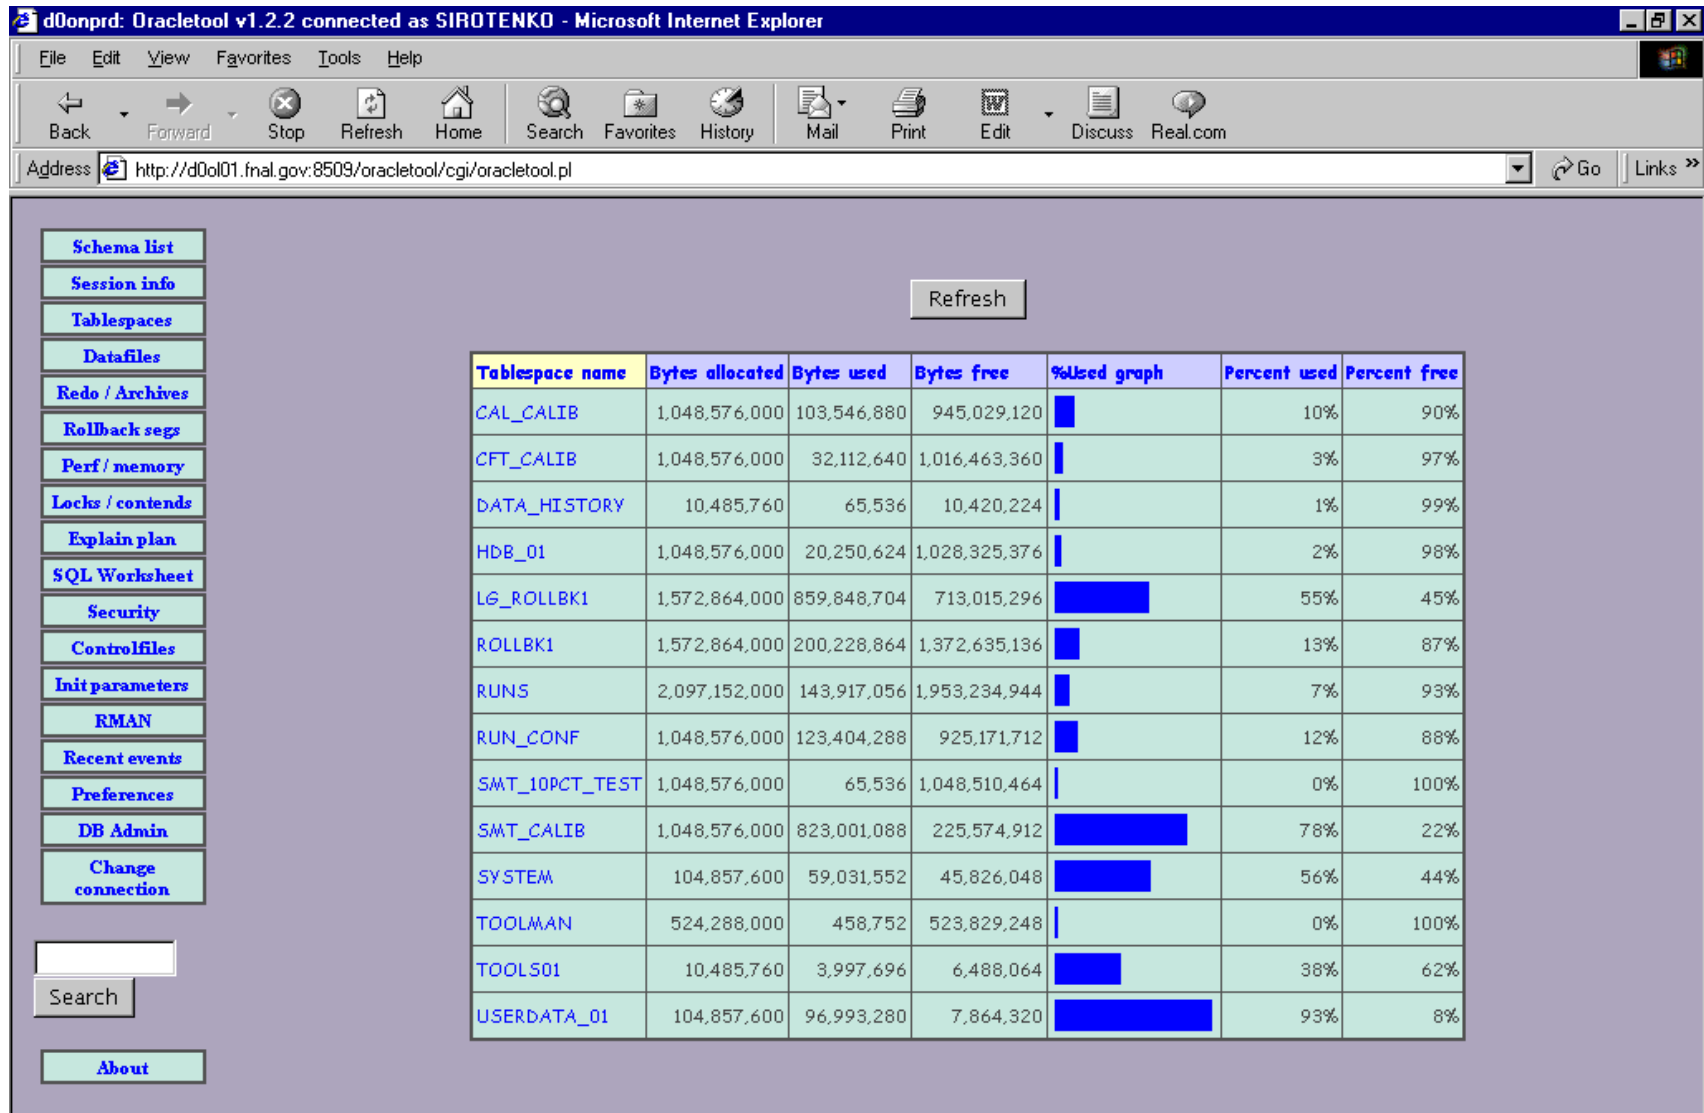 d0onprd: Oracletool v1.2.2 connected as SIROTENKO - Microsoft Internet Explorer
File Edit View Favorites Tools Help
Back Forward Stop Refresh Home Search Favorites History Mail Print Edit Discuss Real.com
Address http://d0ol01.fnal.gov:8509/oracletool/cgi/oracletool.pl Go Links »
Schema list
Session info
Tablespaces
Datafiles
Redo / Archives
Rollback segs
Perf / memory
Locks / contends
Explain plan
SQL Worksheet
Security
Controlfiles
Init parameters
RMAN
Recent events
Preferences
DB Admin
Change
connection
Search
About
Refresh
Tablespace name Bytes allocated Bytes used Bytes free %Used graph Percent used Percent free
CAL_CALIB 1,048,576,000 103,546,880 945,029,120 10% 90%
CFT_CALIB 1,048,576,000 32,112,640 1,016,463,360 3% 97%
DATA_HISTORY 10,485,760 65,536 10,420,224 1% 99%
HDB_01 1,048,576,000 20,250,624 1,028,325,376 2% 98%
LG_ROLLBK1 1,572,864,000 859,848,704 713,015,296 55% 45%
ROLLBK1 1,572,864,000 200,228,864 1,372,635,136 13% 87%
RUNS 2,097,152,000 143,917,056 1,953,234,944 7% 93%
RUN_CONF 1,048,576,000 123,404,288 925,171,712 12% 88%
SMT_10PCT_TEST 1,048,576,000 65,536 1,048,510,464 0% 100%
SMT_CALIB 1,048,576,000 823,001,088 225,574,912 78% 22%
SYSTEM 104,857,600 59,031,552 45,826,048 56% 44%
TOOLMAN 524,288,000 458,752 523,829,248 0% 100%
TOOLS01 10,485,760 3,997,696 6,488,064 38% 62%
USERDATA_01 104,857,600 96,993,280 7,864,320 93% 8%